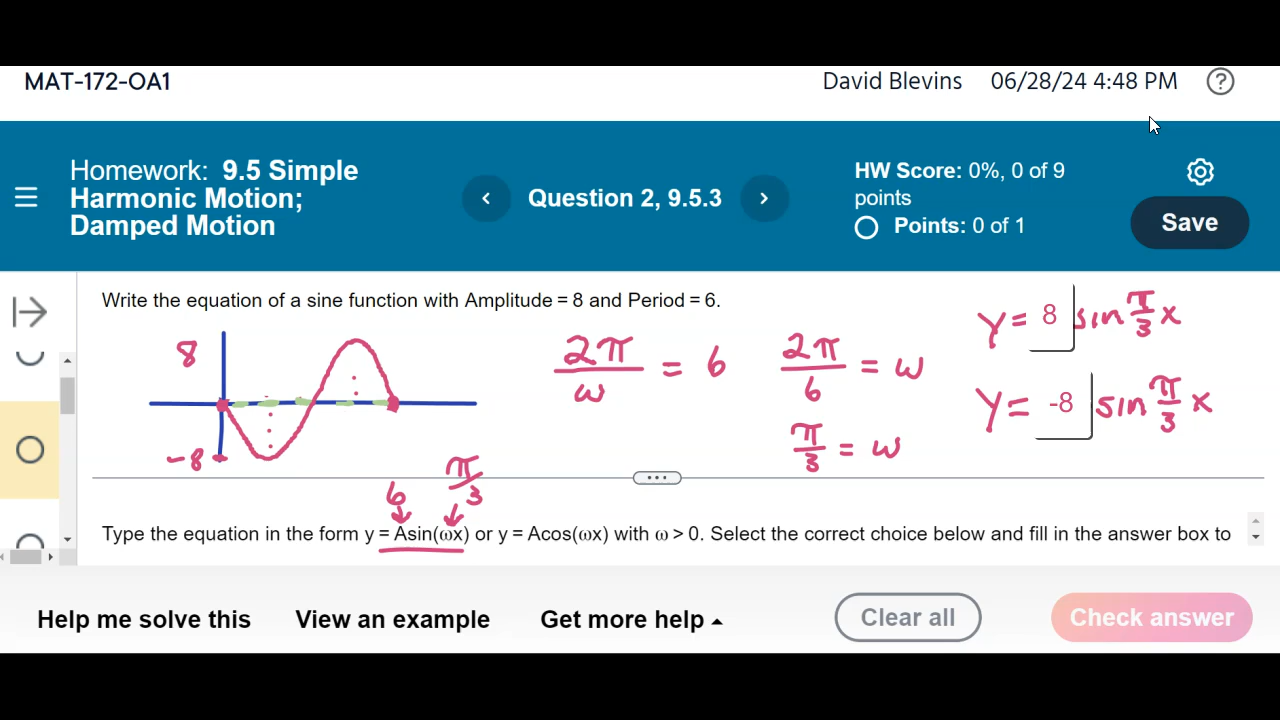 MAT-172-OA1
David Blevins 06/28/24 4:48 PM ?
Homework: 9.5 Simple
Harmonic Motion;
Damped Motion
Question 2, 9.5.3
HW Score: 0%, 0 of 9
points
Points: 0 of 1
Save
Write the equation of a sine function with Amplitude = 8 and Period = 6.
8
-8
2π/ω = 6
2π/6 = ω
π/3 = ω
y = 8 sin π/3 x
y = -8 sin π/3 x
6
π/3
Type the equation in the form y = Asin(ωx) or y = Acos(ωx) with ω > 0. Select the correct choice below and fill in the answer box to
Help me solve this
View an example
Get more help
Clear all
Check answer